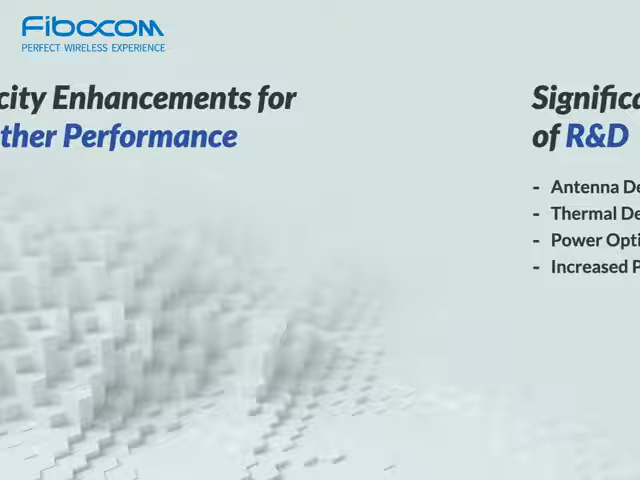 Fibocom
PERFECT WIRELESS EXPERIENCE
city Enhancements for
ther Performance
Significa
of R&D
- Antenna De
- Thermal De
- Power Opti
- Increased P